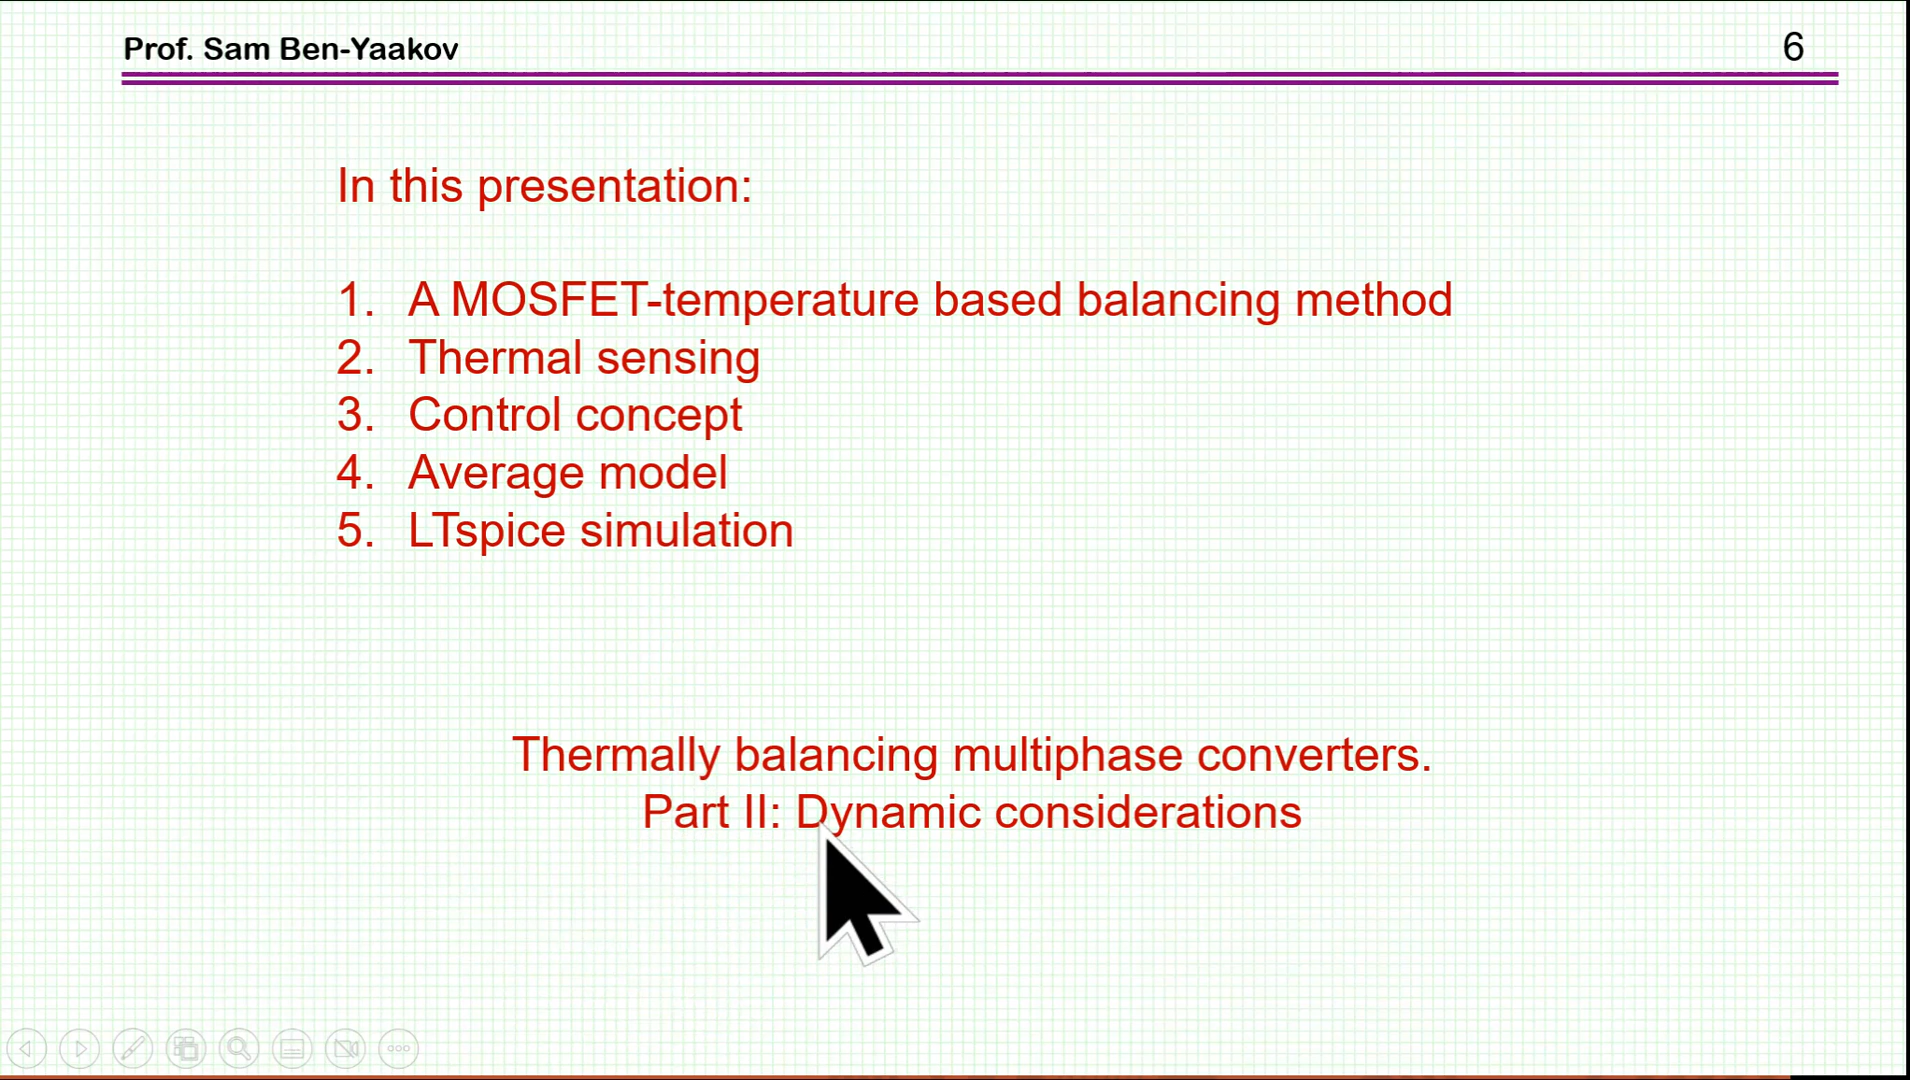 Prof. Sam Ben-Yaakov
6
In this presentation:
1. A MOSFET-temperature based balancing method
2. Thermal sensing
3. Control concept
4. Average model
5. LTspice simulation
Thermally balancing multiphase converters.
Part II: Dynamic considerations